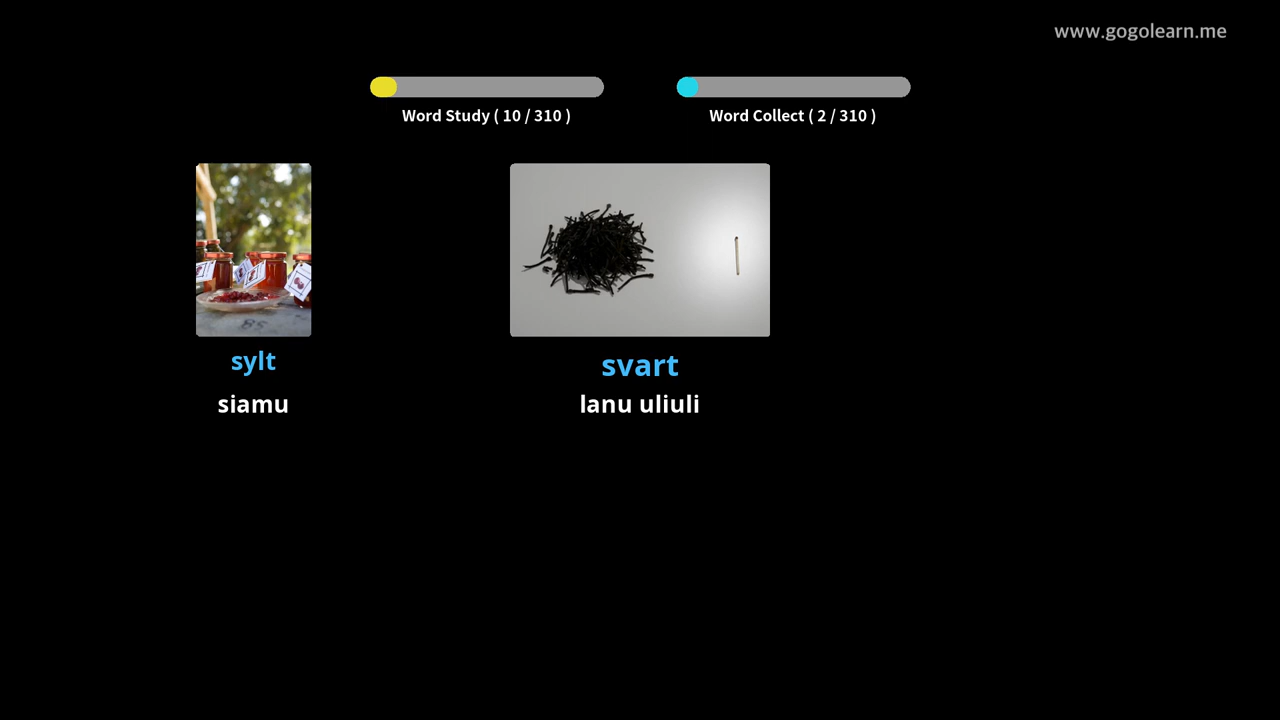 www.gogolearn.me
Word Study ( 10 / 310 )
Word Collect ( 2 / 310 )
sylt
siamu
svart
lanu uliuli